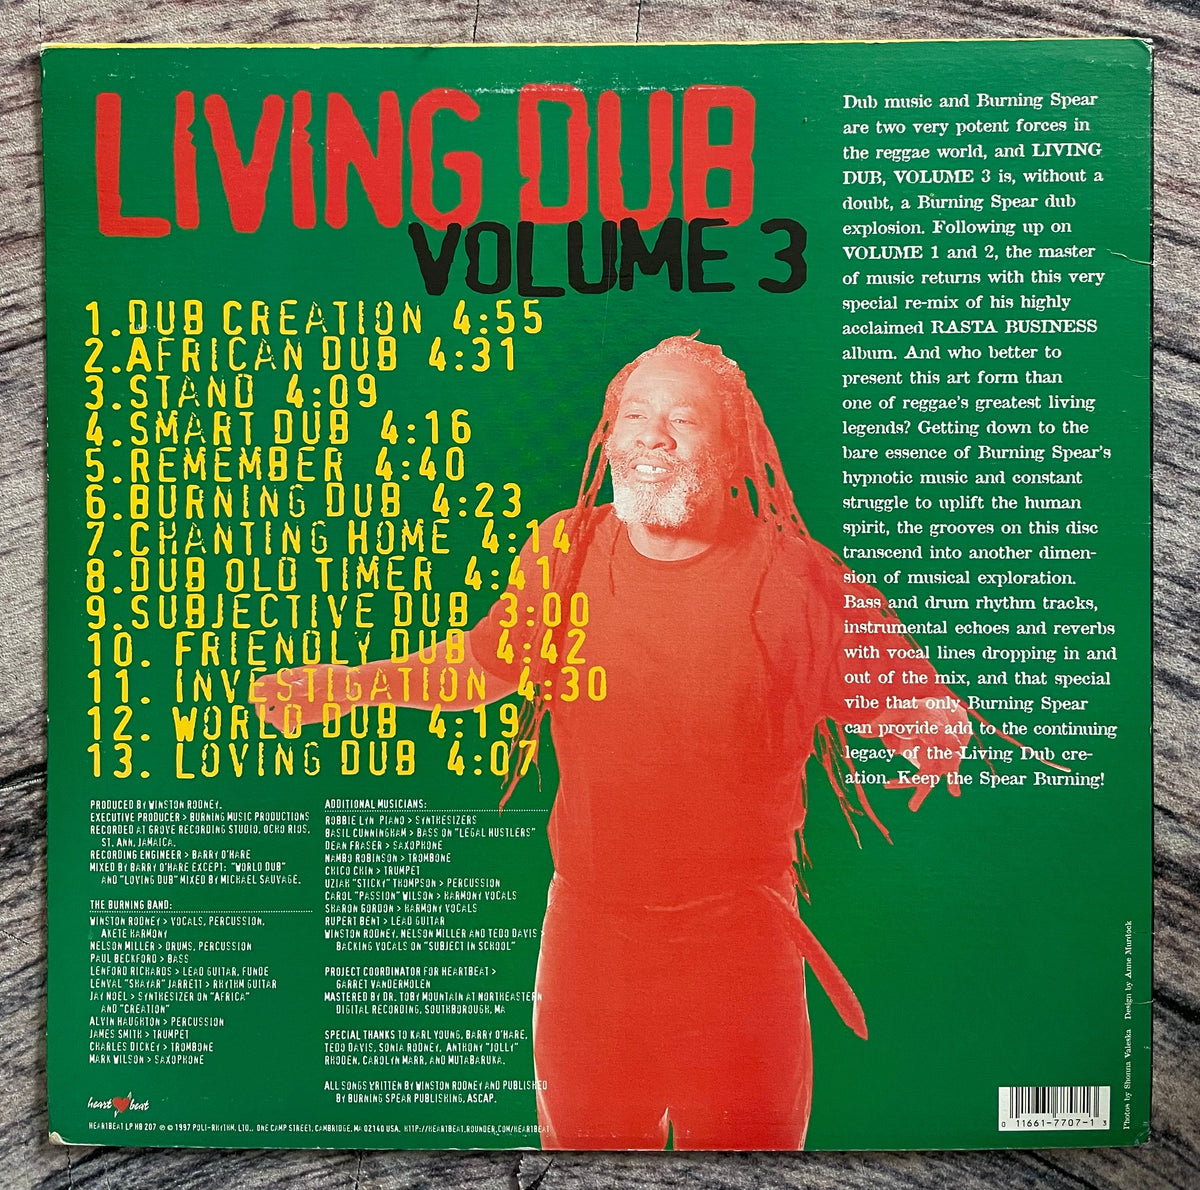 LIVING DUB
VOLUME 3
1. DUB CREATION 4:55
2. AFRICAN DUB 4:31
3. STAND 4:09
4. SMART DUB 4:16
5. REMEMBER 4:40
6. BURNING DUB 4:23
7. CHANTING HOME 4:14
8. DUB OLD TIMER 4:41
9. SUBJECTIVE DUB 3:00
10. FRIENDLY DUB 4:42
11. INVESTIGATION 4:30
12. WORLD DUB 4:19
13. LOVING DUB 4:07
Dub music and Burning Spear
are two very potent forces in
the reggae world, and LIVING
DUB, VOLUME 3 is, without a
doubt, a Burning Spear dub
explosion. Following up on
VOLUME 1 and 2, the master
of music returns with this very
special re-mix of his highly
acclaimed RASTA BUSINESS
album. And who better to
present this art form than
one of reggae's greatest living
legends? Getting down to the
bare essence of Burning Spear's
hypnotic music and constant
struggle to uplift the human
spirit, the grooves on this disc
transcend into another dimen-
sion of musical exploration.
Bass and drum rhythm tracks,
instrumental echoes and reverbs
with vocal lines dropping in and
out of the mix, and that special
vibe that only Burning Spear
can provide add to the continuing
legacy of the Living Dub cre-
ation. Keep the Spear Burning!
PRODUCED BY WINSTON RODNEY.
EXECUTIVE PRODUCER > BURNING MUSIC PRODUCTIONS
RECORDED AT GROVE RECORDING STUDIO, OCHO RIOS,
ST. ANN, JAMAICA.
RECORDING ENGINEER > BARRY O'HARE
MIXED BY BARRY O'HARE EXCEPT: "WORLD DUB"
AND "LOVING DUB" MIXED BY MICHAEL SAUVAGE.
THE BURNING BAND:
WINSTON RODNEY > VOCALS, PERCUSSION,
AKETE HARMONY
NELSON MILLER > DRUMS, PERCUSSION
PAUL BECKFORD > BASS
LENFORD RICHARDS > LEAD GUITAR, FUNDE
LENVAL "SHAYAR" JARRETT > RHYTHM GUITAR
JAY NOEL > SYNTHESIZER ON "AFRICA"
AND "CREATION"
ALVIN HAUGHTON > PERCUSSION
JAMES SMITH > TRUMPET
CHARLES DICKEY > TROMBONE
MARK WILSON > SAXOPHONE
ADDITIONAL MUSICIANS:
ROBBIE LYN PIANO > SYNTHESIZERS
BASIL CUNNINGHAM > BASS ON "LEGAL HUSTLERS"
DEAN FRASER > SAXOPHONE
NAMBO ROBINSON > TROMBONE
CHICO CHIN > TRUMPET
UZIAH "STICKY" THOMPSON > PERCUSSION
CAROL "PASSION" WILSON > HARMONY VOCALS
SHARON GORDON > HARMONY VOCALS
RUPERT BENT > LEAD GUITAR
WINSTON RODNEY, NELSON MILLER AND TEDD DAVIS >
BACKING VOCALS ON "SUBJECT IN SCHOOL"
PROJECT COORDINATOR FOR HEARTBEAT >
GARRET VANDERMOLEN
MASTERED BY DR. TOBY MOUNTAIN AT NORTHEASTERN
DIGITAL RECORDING, SOUTHBOROUGH, MA
SPECIAL THANKS TO KARL YOUNG, BARRY O'HARE,
TEDD DAVIS, SONIA RODNEY, ANTHONY "JOLLY"
RHODEN, CAROLYN MARR, AND MUTABARUKA.
ALL SONGS WRITTEN BY WINSTON RODNEY AND PUBLISHED
BY BURNING SPEAR PUBLISHING, ASCAP.
heart beat
HEARTBEAT LP HB 207 ℗ © 1997 POLI-RHYTHM, LTD., ONE CAMP STREET, CAMBRIDGE, MA 02140 USA. HTTP://HEARTBEAT.ROUNDER.COM/HEARTBEAT
0 11661-7707-1 3
Photos by Shonna Valeska Design by Anne Murdock